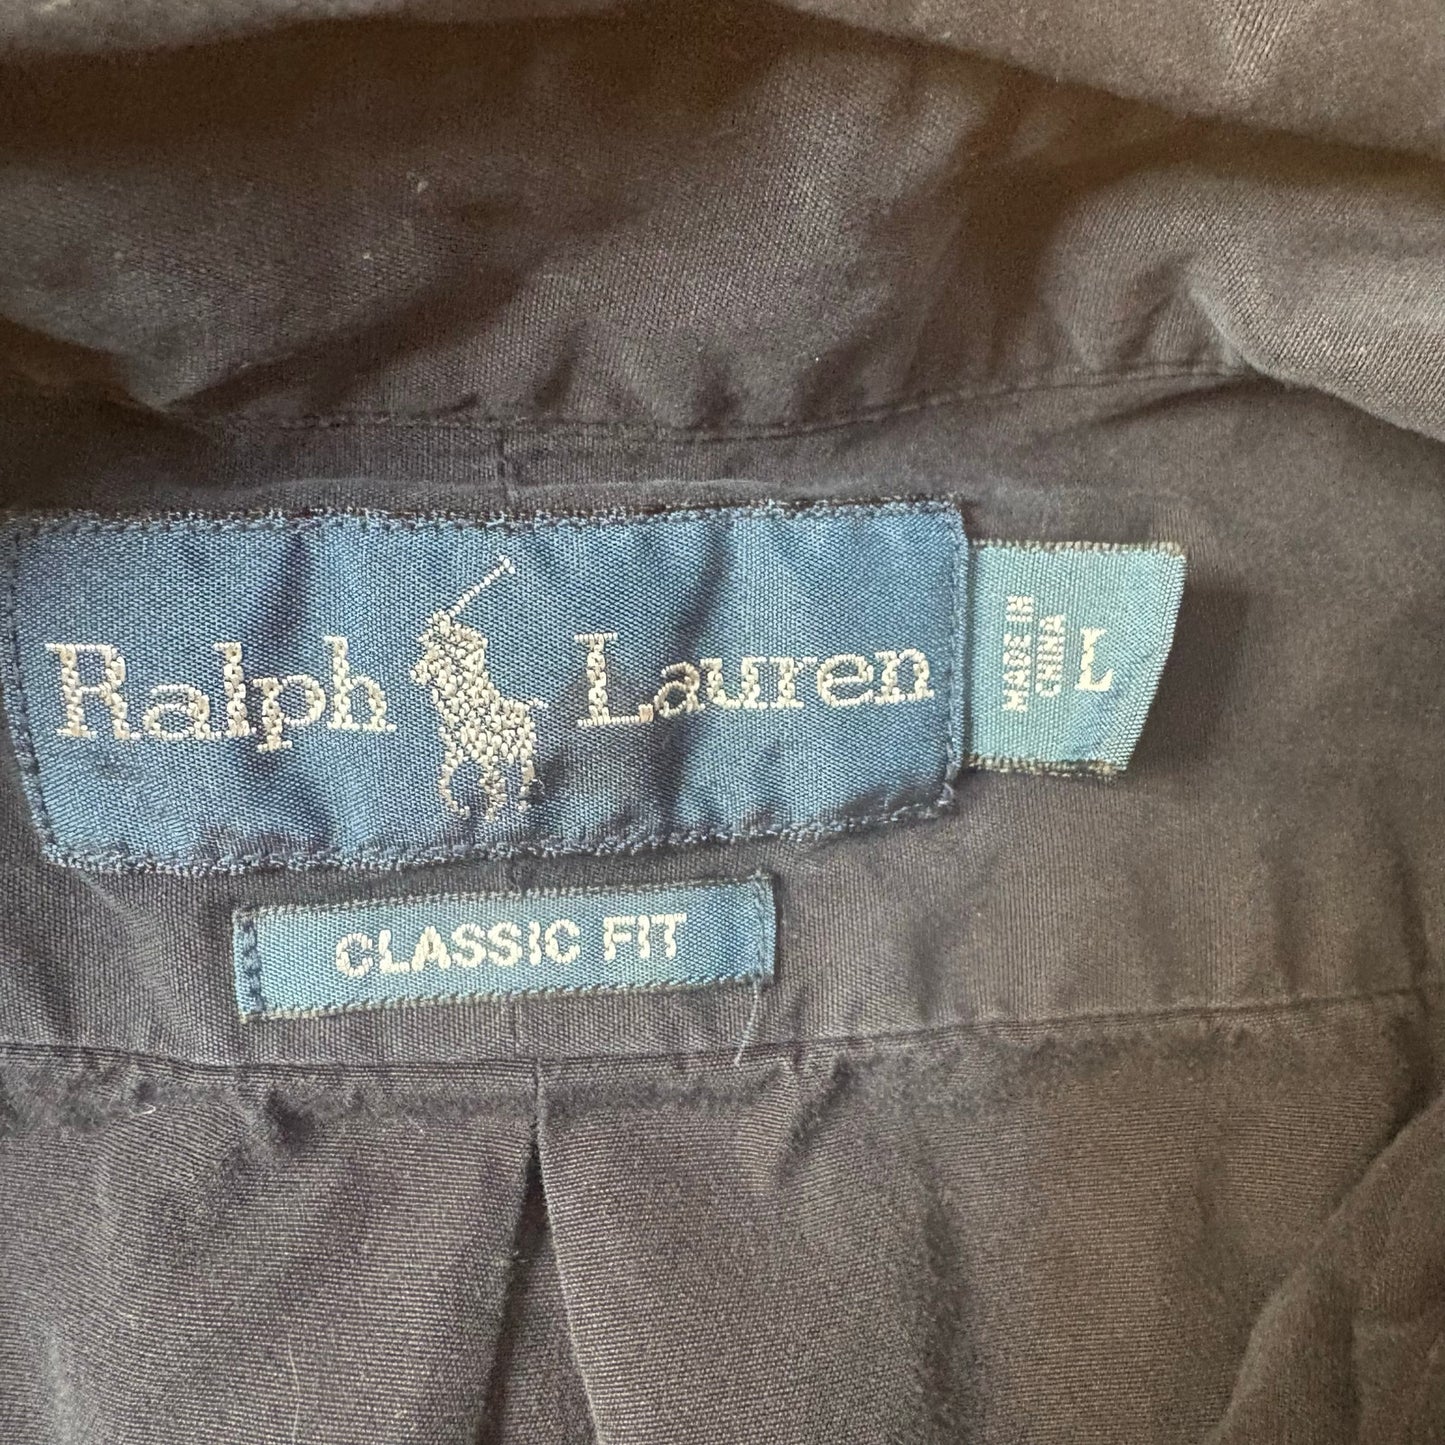 Ralph Lauren
MADE IN
CHINA
L
CLASSIC FIT